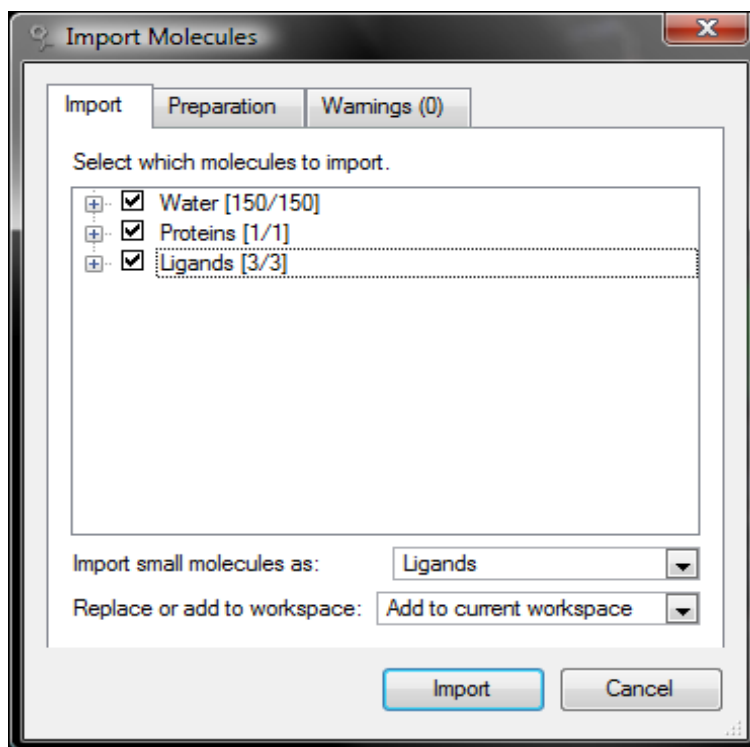 Import Molecules
Import Preparation Warnings (0)
Select which molecules to import.
Water [150/150]
Proteins [1/1]
Ligands [3/3]
Import small molecules as: Ligands
Replace or add to workspace: Add to current workspace
Import Cancel